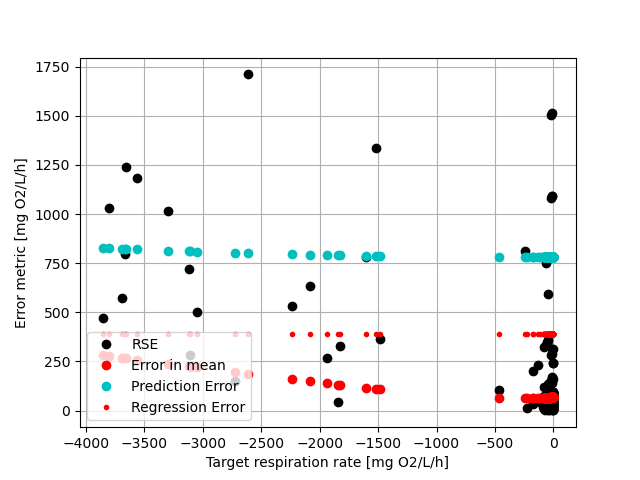 1750
1500
1250
1000
750
500
250
0
Error metric [mg O2/L/h]
RSE
Error in mean
Prediction Error
Regression Error
−4000 −3500 −3000 −2500 −2000 −1500 −1000 −500 0
Target respiration rate [mg O2/L/h]